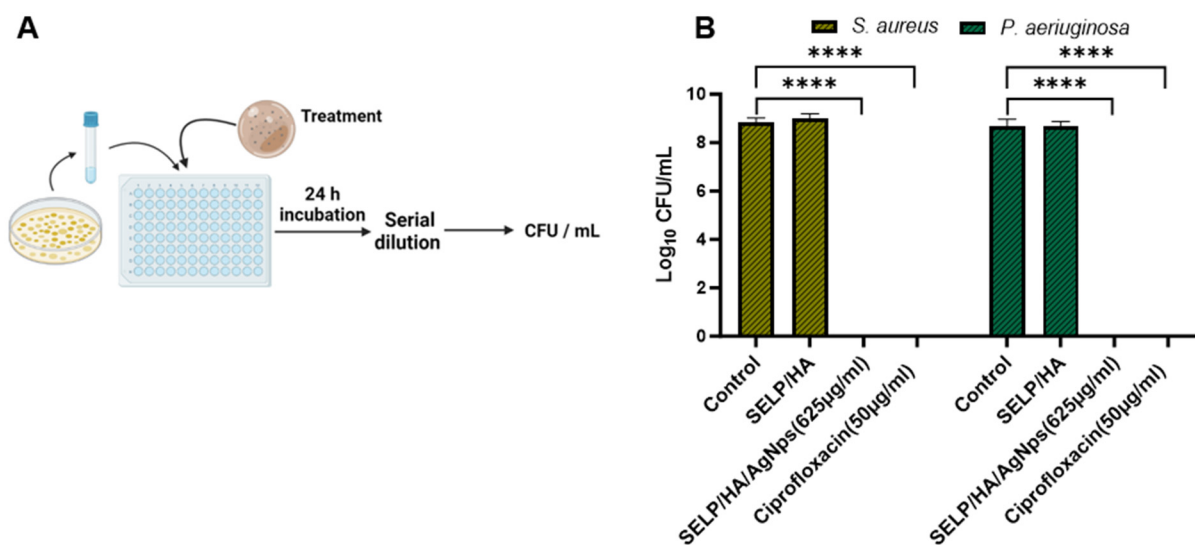 A
Treatment
24 h
incubation
Serial
dilution
CFU / mL
B
S. aureus P. aeriuginosa
**** ****
**** ****
Log10 CFU/mL
10
8
6
4
2
0
Control
SELP/HA
SELP/HA/AgNps(625µg/ml)
Ciprofloxacin(50µg/ml)
Control
SELP/HA
SELP/HA/AgNps(625µg/ml)
Ciprofloxacin(50µg/ml)